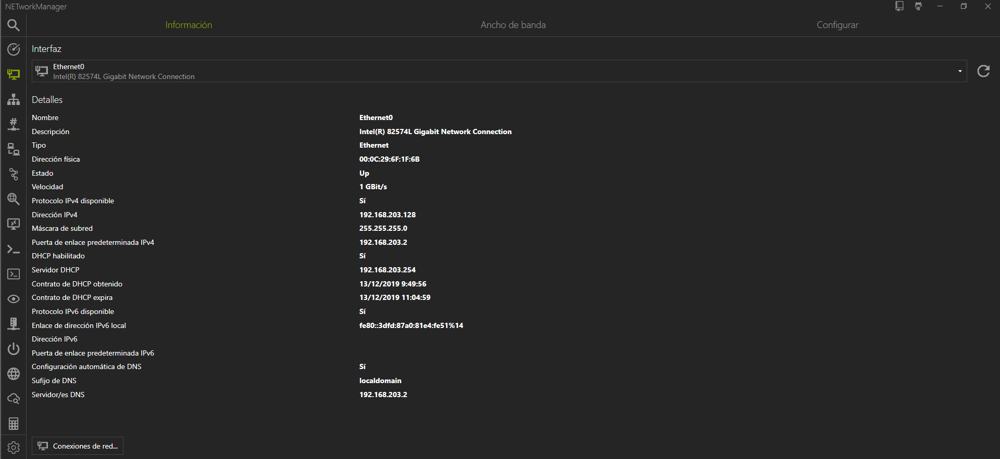 NETworkManager
Información
Ancho de banda
Configurar
Interfaz
Ethernet0
Intel(R) 82574L Gigabit Network Connection
Detalles
Nombre Ethernet0
Descripción Intel(R) 82574L Gigabit Network Connection
Tipo Ethernet
Dirección física 00:0C:29:6F:1F:6B
Estado Up
Velocidad 1 GBit/s
Protocolo IPv4 disponible Sí
Dirección IPv4 192.168.203.128
Máscara de subred 255.255.255.0
Puerta de enlace predeterminada IPv4 192.168.203.2
DHCP habilitado Sí
Servidor DHCP 192.168.203.254
Contrato de DHCP obtenido 13/12/2019 9:49:56
Contrato de DHCP expira 13/12/2019 11:04:59
Protocolo IPv6 disponible Sí
Enlace de dirección IPv6 local fe80::3dfd:87a0:81e4:fe51%14
Dirección IPv6
Puerta de enlace predeterminada IPv6
Configuración automática de DNS Sí
Sufijo de DNS localdomain
Servidor/es DNS 192.168.203.2
Conexiones de red...